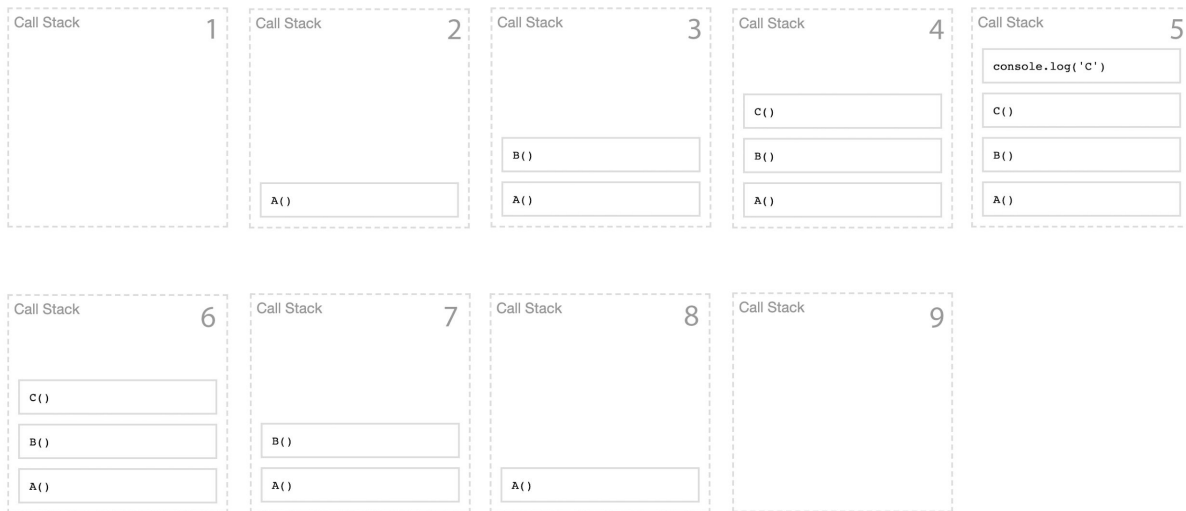 Call Stack 1
Call Stack 2
A()
Call Stack 3
B()
A()
Call Stack 4
C()
B()
A()
Call Stack 5
console.log('C')
C()
B()
A()
Call Stack 6
C()
B()
A()
Call Stack 7
B()
A()
Call Stack 8
A()
Call Stack 9